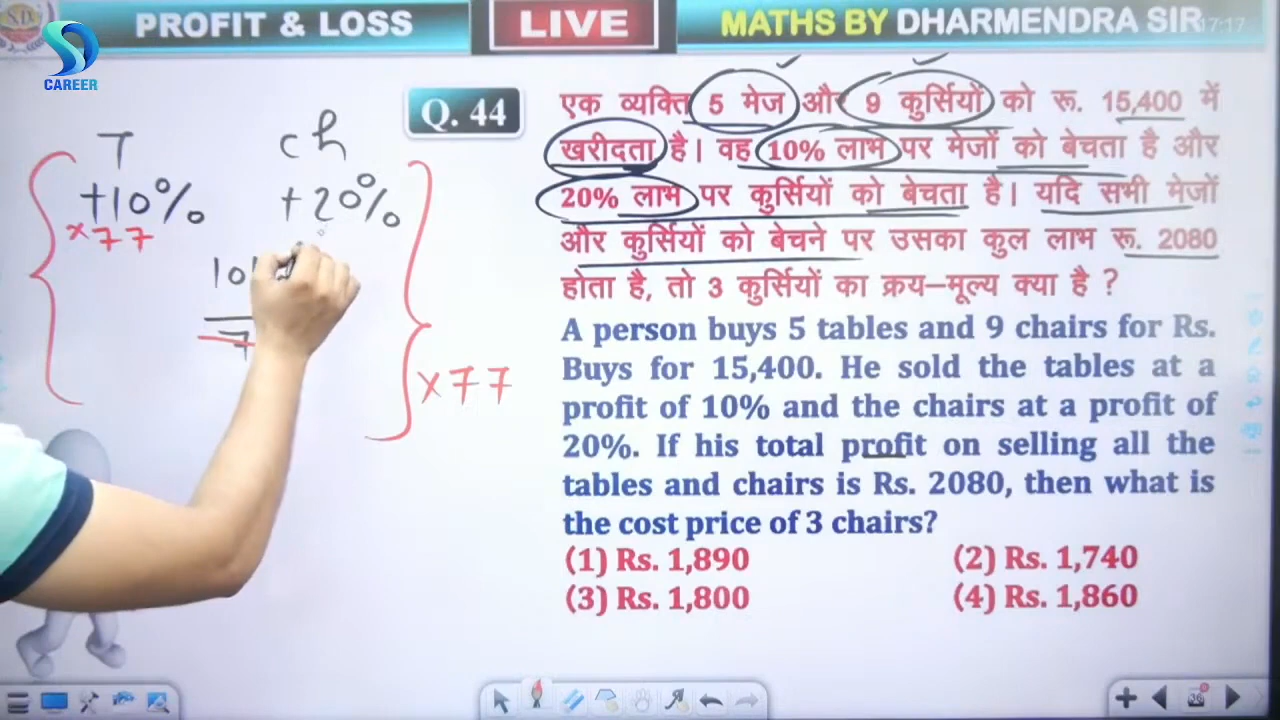 CAREER
PROFIT & LOSS
LIVE
MATHS BY DHARMENDRA SIR
17:17
Q. 44
एक व्यक्ति 5 मेज और 9 कुर्सियों को रू. 15,400 में
खरीदता है। वह 10% लाभ पर मेजों को बेचता है और
20% लाभ पर कुर्सियों को बेचता है। यदि सभी मेजों
और कुर्सियों को बेचने पर उसका कुल लाभ रू. 2080
होता है, तो 3 कुर्सियों का क्रय–मूल्य क्या है ?
A person buys 5 tables and 9 chairs for Rs.
Buys for 15,400. He sold the tables at a
profit of 10% and the chairs at a profit of
20%. If his total profit on selling all the
tables and chairs is Rs. 2080, then what is
the cost price of 3 chairs?
(1) Rs. 1,890 (2) Rs. 1,740
(3) Rs. 1,800 (4) Rs. 1,860
T ch
+10% +20%
×77
7
×77
36